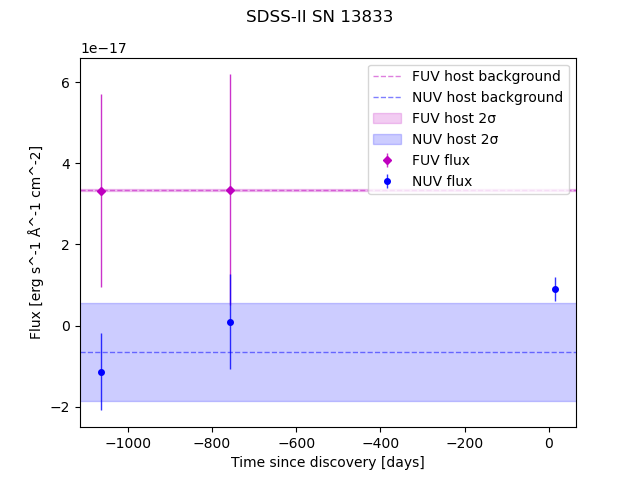 SDSS-II SN 13833
1e−17
FUV host background
NUV host background
FUV host 2σ
NUV host 2σ
FUV flux
NUV flux
6
4
2
0
−2
Flux [erg s^-1 Å^-1 cm^-2]
−1000 −800 −600 −400 −200 0
Time since discovery [days]